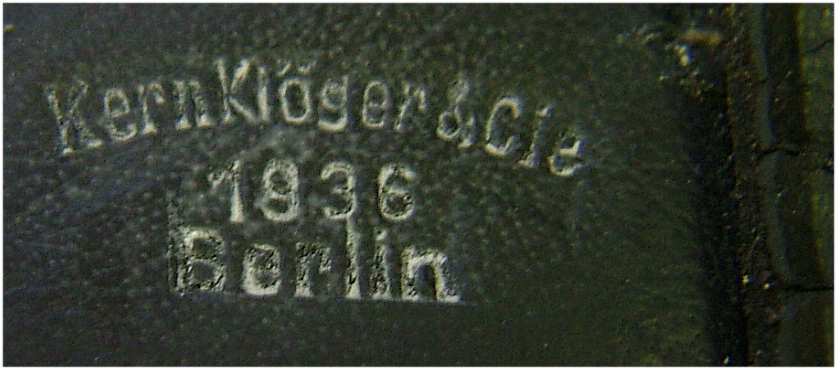 Kern Klöger & Cie
1936
Berlin